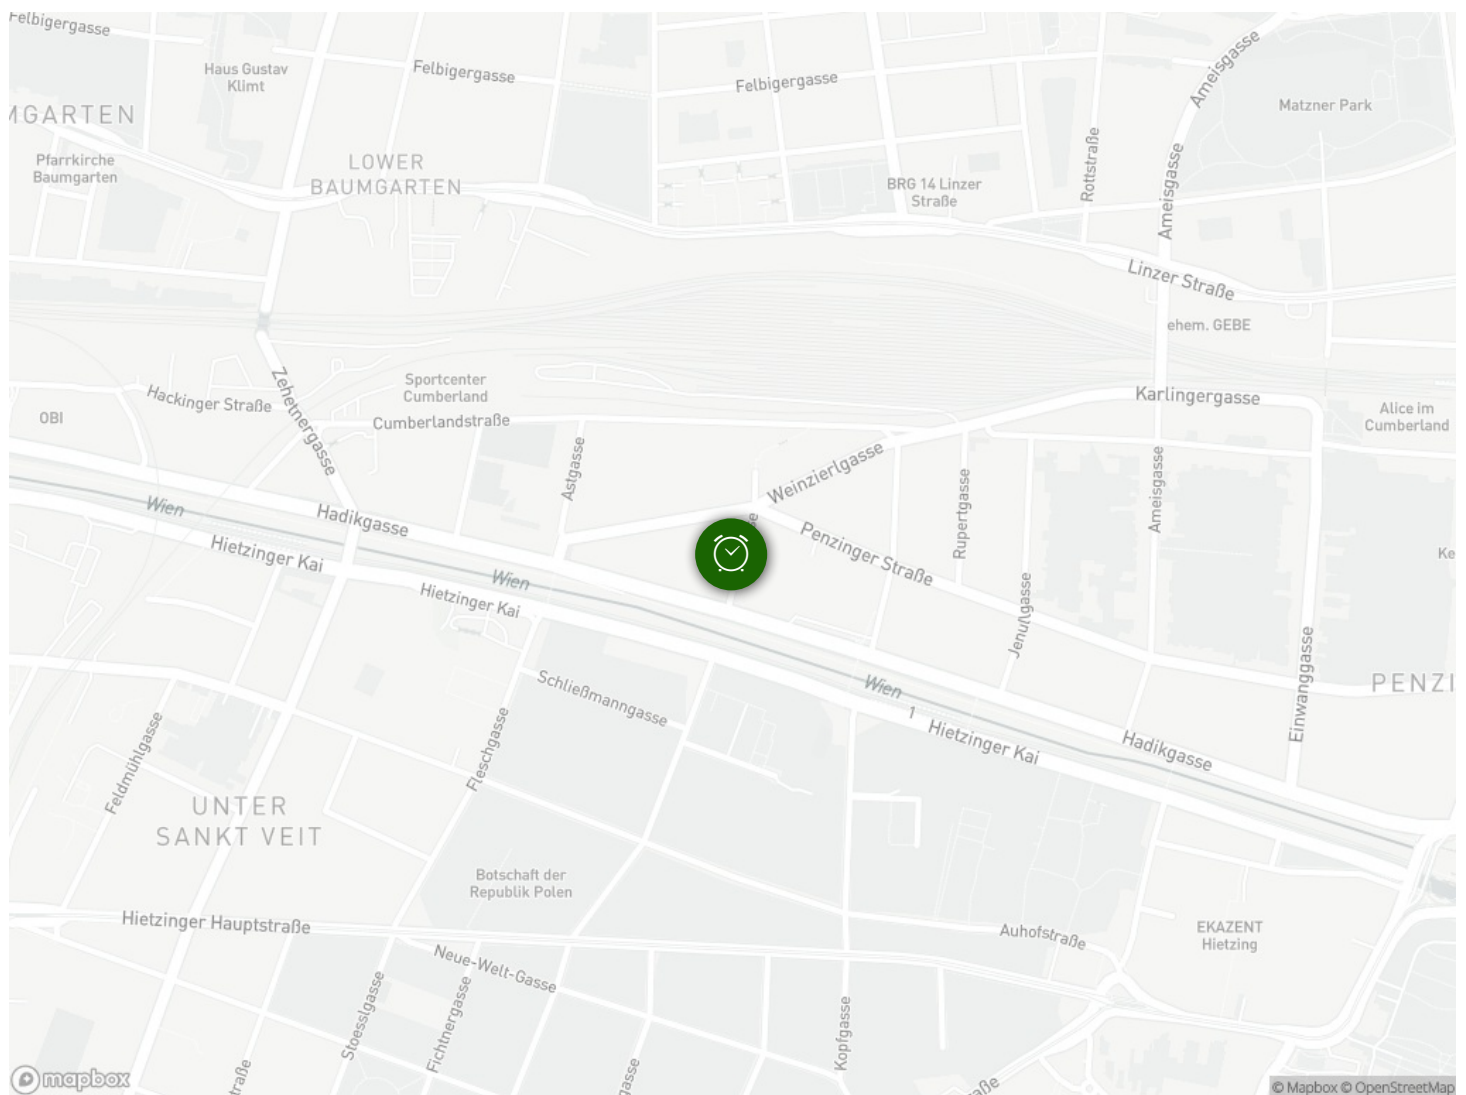 Felbigergasse
Haus Gustav
Klimt
Felbigergasse
Felbigergasse
Ameisgasse
Matzner Park
MGARTEN
Pfarrkirche
Baumgarten
LOWER
BAUMGARTEN
BRG 14 Linzer
Straße
Rottstraße
Ameisgasse
Linzer Straße
ehem. GEBE
Zehetnergasse
Hackinger Straße
OBI
Sportcenter
Cumberland
Cumberlandstraße
Karlingergasse
Alice im
Cumberland
Astgasse
Weinzierlgasse
Rupertgasse
Ameisgasse
Wien
Hadikgasse
Hietzinger Kai
Wien
Hietzinger Kai
se
Penzinger Straße
Ke
Jenullgasse
Schließmanngasse
Wien
1
Hietzinger Kai
Hadikgasse
Einwanggasse
PENZI
Feldmühlgasse
Fleschgasse
UNTER
SANKT VEIT
Botschaft der
Republik Polen
Hietzinger Hauptstraße
Neue-Welt-Gasse
Auhofstraße
EKAZENT
Hietzing
Stoesslgasse
Fichtnergasse
Kopfgasse
traße
gasse
aße
mapbox
© Mapbox © OpenStreetMap